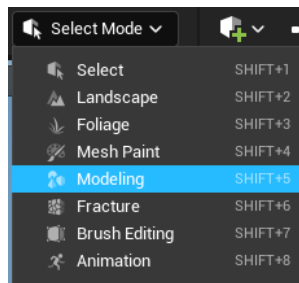 Select Mode
Select SHIFT+1
Landscape SHIFT+2
Foliage SHIFT+3
Mesh Paint SHIFT+4
Modeling SHIFT+5
Fracture SHIFT+6
Brush Editing SHIFT+7
Animation SHIFT+8